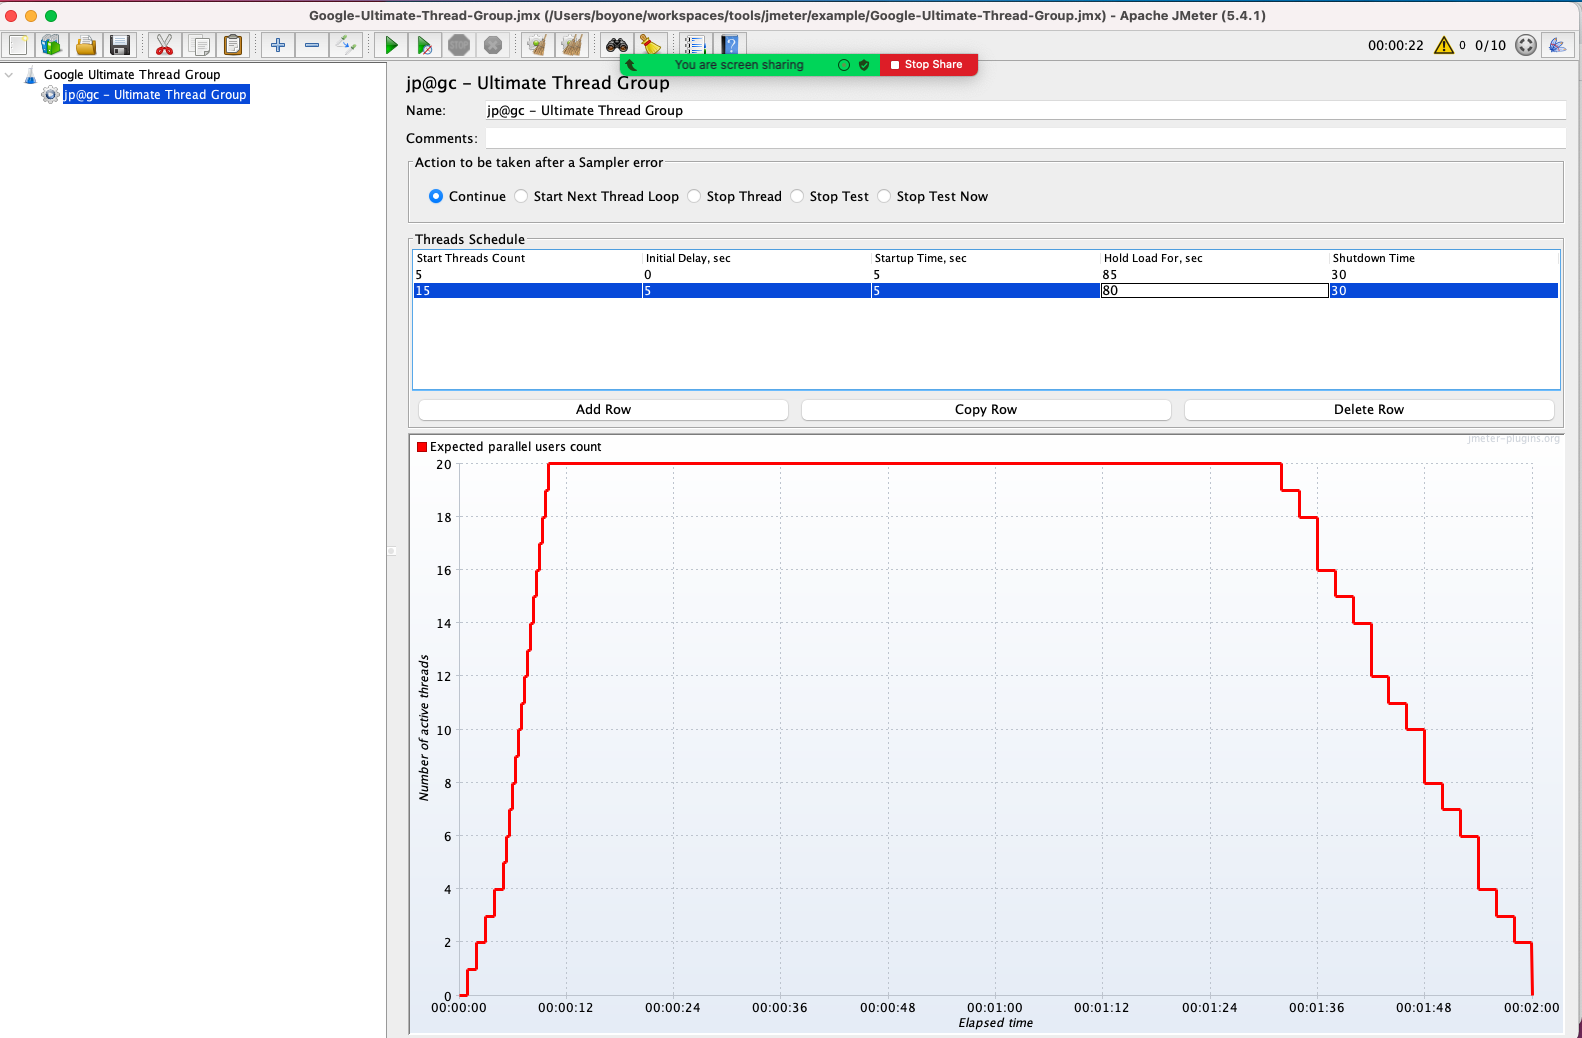 Google-Ultimate-Thread-Group.jmx (/Users/boyone/workspaces/tools/jmeter/example/Google-Ultimate-Thread-Group.jmx) - Apache JMeter (5.4.1)
STOP 00:00:22 0 0/10
You are screen sharing Stop Share
Google Ultimate Thread Group
jp@gc - Ultimate Thread Group
jp@gc - Ultimate Thread Group
Name: jp@gc - Ultimate Thread Group
Comments:
Action to be taken after a Sampler error
Continue Start Next Thread Loop Stop Thread Stop Test Stop Test Now
Threads Schedule
Start Threads Count Initial Delay, sec Startup Time, sec Hold Load For, sec Shutdown Time
5 0 5 85 30
15 5 5 80 30
Add Row Copy Row Delete Row
jmeter-plugins.org
Expected parallel users count
20
18
16
14
12
10
8
6
4
2
0
Number of active threads
00:00:00 00:00:12 00:00:24 00:00:36 00:00:48 00:01:00 00:01:12 00:01:24 00:01:36 00:01:48 00:02:00
Elapsed time